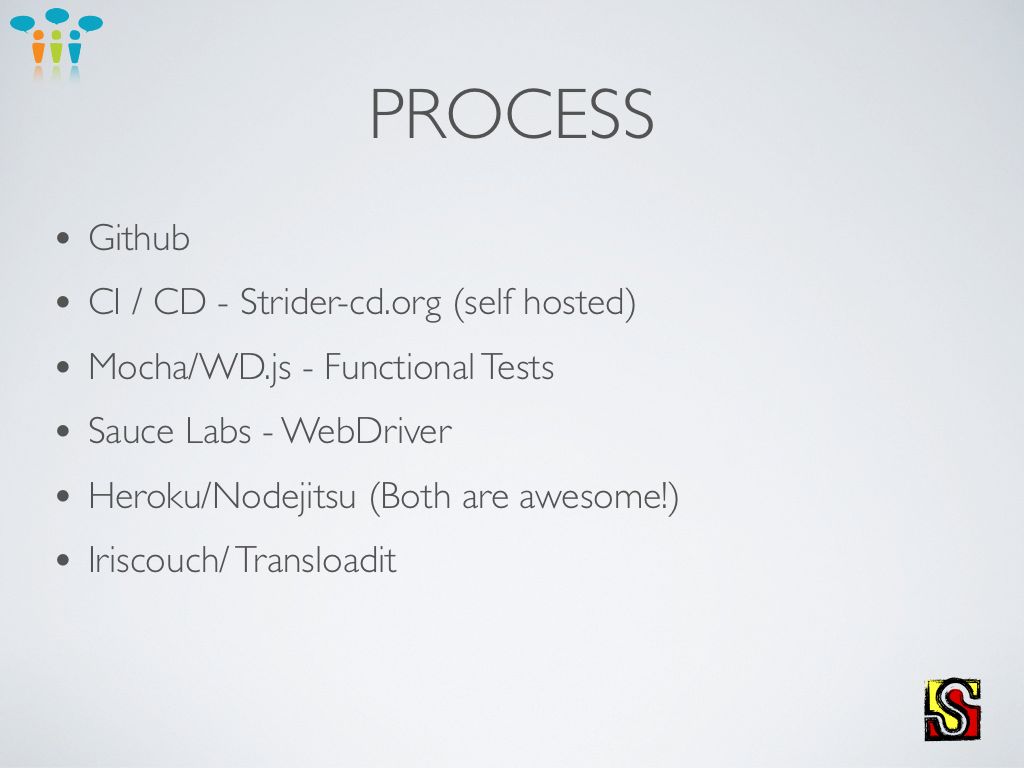 PROCESS
• Github
• CI / CD - Strider-cd.org (self hosted)
• Mocha/WD.js - Functional Tests
• Sauce Labs - WebDriver
• Heroku/Nodejitsu (Both are awesome!)
• Iriscouch/ Transloadit
S